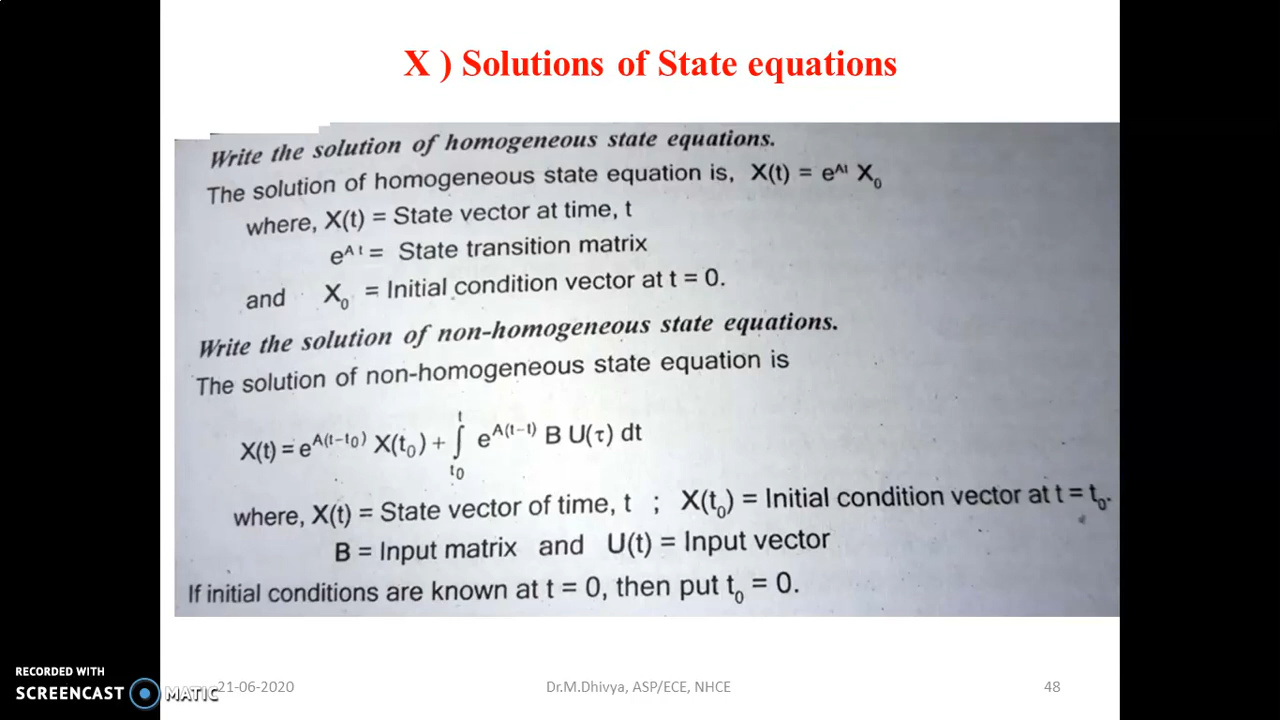 X ) Solutions of State equations
Write the solution of homogeneous state equations.
The solution of homogeneous state equation is, X(t) = e^At X₀
where, X(t) = State vector at time, t
e^A t = State transition matrix
and X₀ = Initial condition vector at t = 0.
Write the solution of non-homogeneous state equations.
The solution of non-homogeneous state equation is
X(t) = e^A(t−t₀) X(t₀) + ∫_t₀^t e^A(t−t) B U(τ) dt
where, X(t) = State vector of time, t ; X(t₀) = Initial condition vector at t = t₀.
B = Input matrix and U(t) = Input vector
If initial conditions are known at t = 0, then put t₀ = 0.
RECORDED WITH
SCREENCAST MATIC
21-06-2020
Dr.M.Dhivya, ASP/ECE, NHCE
48